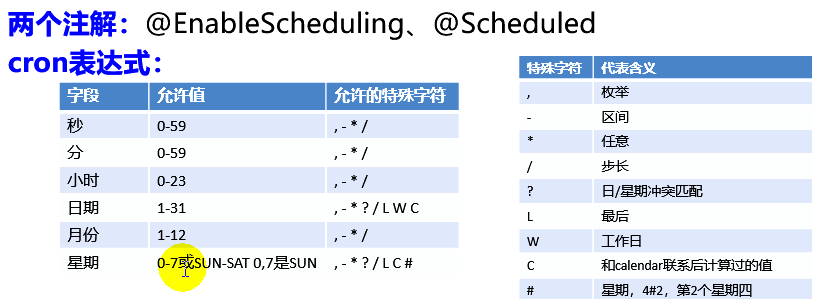 两个注解：@EnableScheduling、@Scheduled
cron表达式：
字段 允许值 允许的特殊字符
秒 0-59 , - * /
分 0-59 , - * /
小时 0-23 , - * /
日期 1-31 , - * ? / L W C
月份 1-12 , - * /
星期 0-7或SUN-SAT 0,7是SUN , - * ? / L C #
特殊字符 代表含义
, 枚举
- 区间
* 任意
/ 步长
? 日/星期冲突匹配
L 最后
W 工作日
C 和calendar联系后计算过的值
# 星期，4#2，第2个星期四